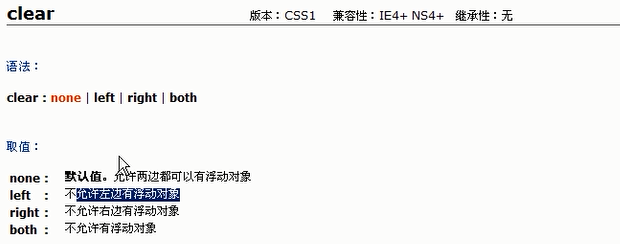 clear 版本：CSS1 兼容性：IE4+ NS4+ 继承性：无
语法：
clear : none | left | right | both
取值：
none : 默认值。允许两边都可以有浮动对象
left : 不允许左边有浮动对象
right : 不允许右边有浮动对象
both : 不允许有浮动对象